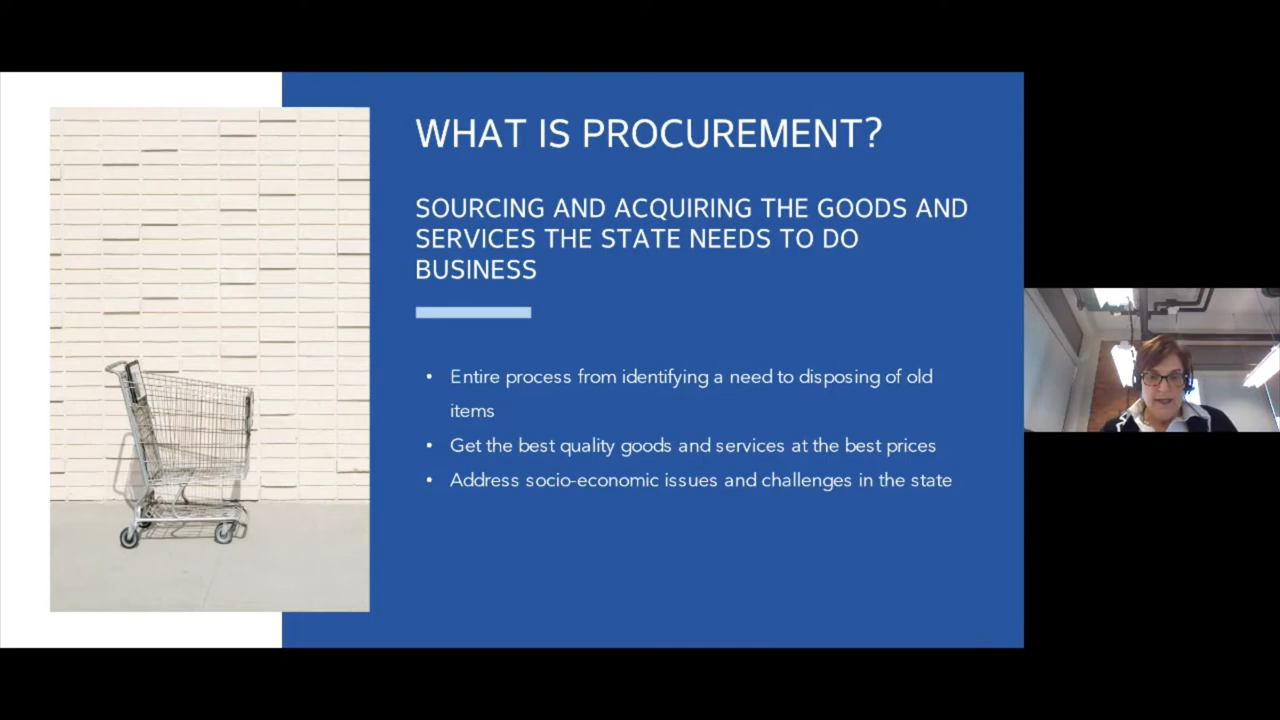 WHAT IS PROCUREMENT?
SOURCING AND ACQUIRING THE GOODS AND
SERVICES THE STATE NEEDS TO DO
BUSINESS
• Entire process from identifying a need to disposing of old
items
• Get the best quality goods and services at the best prices
• Address socio-economic issues and challenges in the state